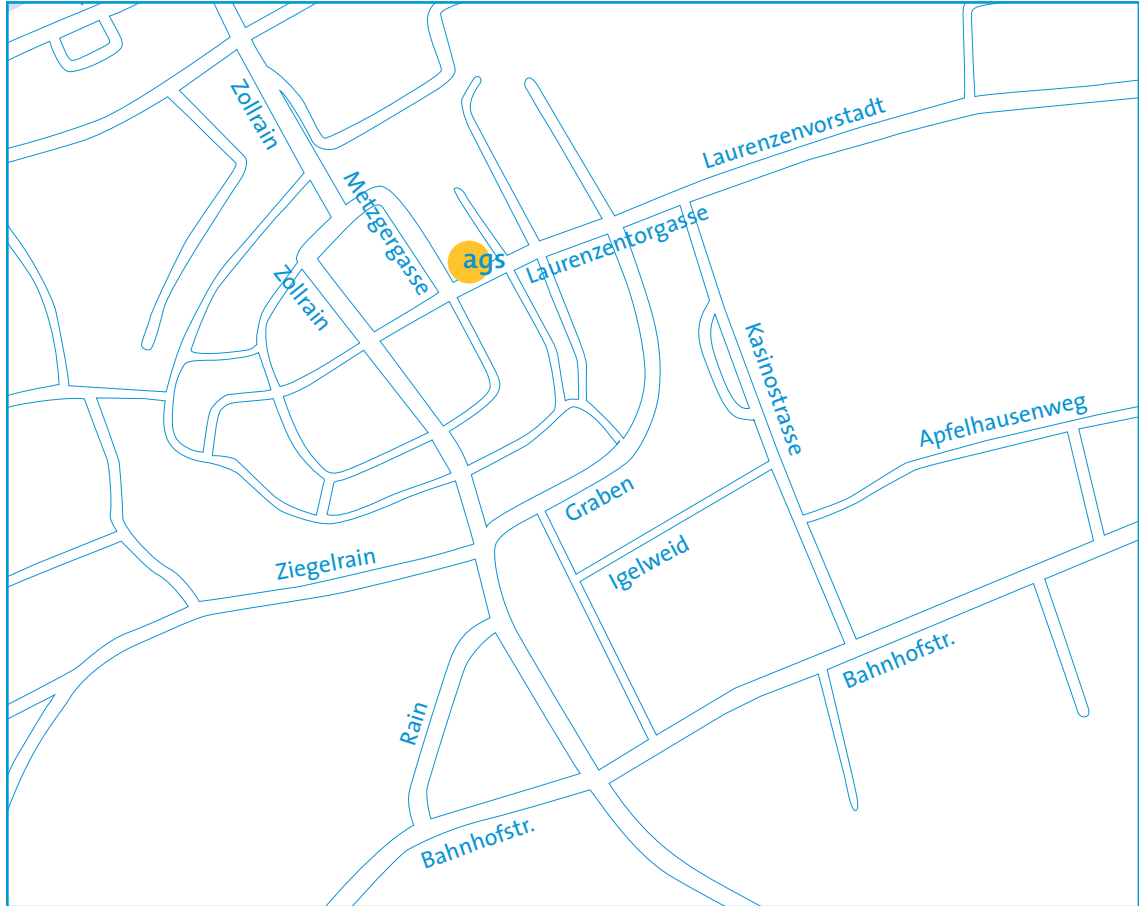 Zollrain
Laurenzenvorstadt
Metzgergasse
Laurenzentorgasse
ags
Zollrain
Kasinostrasse
Apfelhausenweg
Graben
Igelweid
Ziegelrain
Bahnhofstr.
Rain
Bahnhofstr.